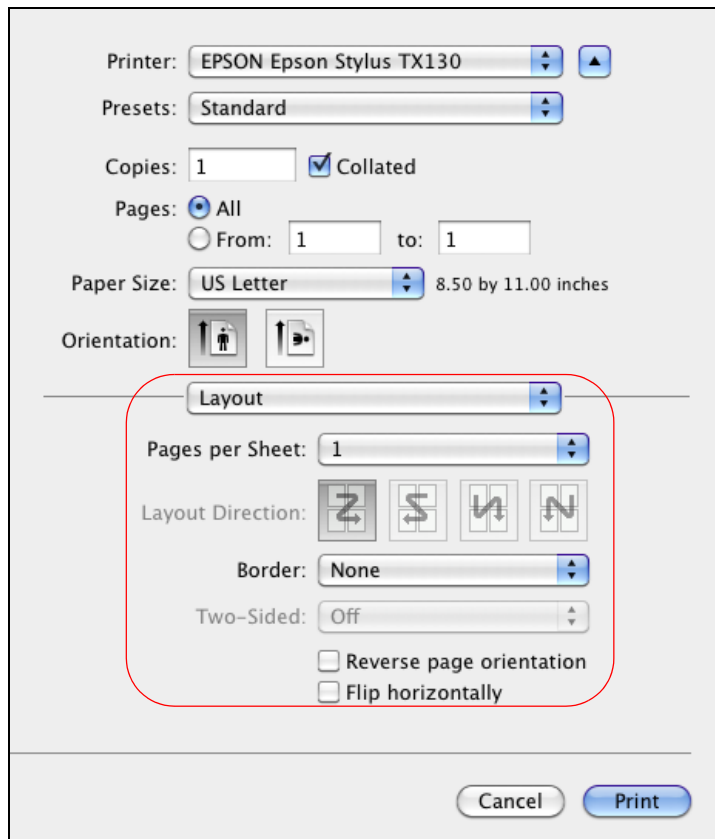 Printer: EPSON Epson Stylus TX130
Presets: Standard
Copies: 1 Collated
Pages: All
From: 1 to: 1
Paper Size: US Letter 8.50 by 11.00 inches
Orientation:
Layout
Pages per Sheet: 1
Layout Direction:
Border: None
Two-Sided: Off
Reverse page orientation
Flip horizontally
Cancel Print